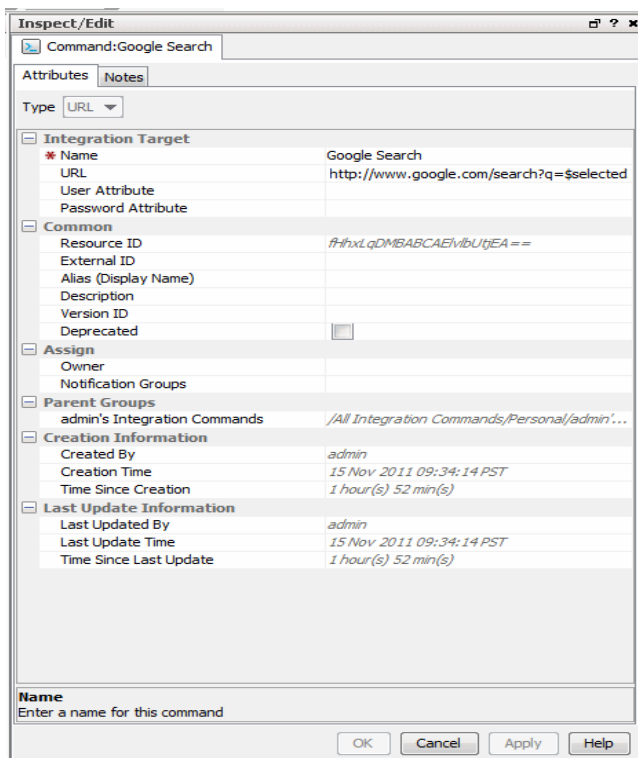 Inspect/Edit
Command:Google Search
Attributes Notes
Type URL
Integration Target
* Name Google Search
URL http://www.google.com/search?q=$selected
User Attribute
Password Attribute
Common
Resource ID
External ID
Alias (Display Name)
Description
Version ID
Deprecated
Assign
Owner
Notification Groups
Parent Groups
admin's Integration Commands /All Integration Commands/Personal/admin'...
Creation Information
Created By admin
Creation Time 15 Nov 2011 09:34:14 PST
Time Since Creation 1 hour(s) 52 min(s)
Last Update Information
Last Updated By admin
Last Update Time 15 Nov 2011 09:34:14 PST
Time Since Last Update 1 hour(s) 52 min(s)
Name
Enter a name for this command
OK Cancel Apply Help